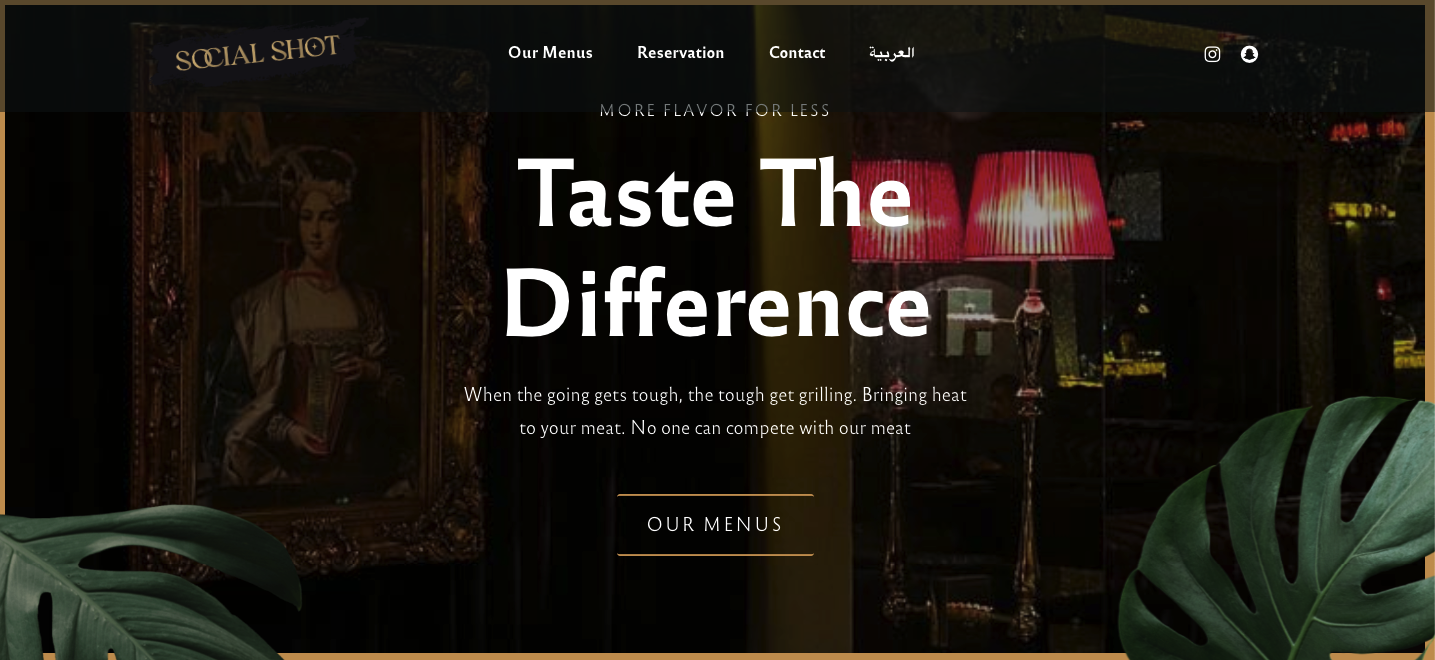 SOCIAL SHOT
Our Menus
Reservation
Contact
العربية
MORE FLAVOR FOR LESS
Taste The
Difference
When the going gets tough, the tough get grilling. Bringing heat
to your meat. No one can compete with our meat
OUR MENUS